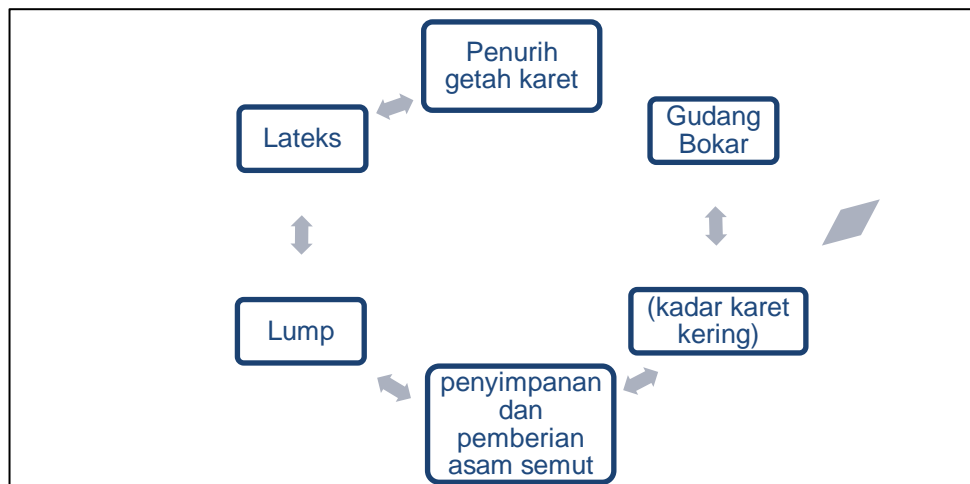 Penurih
getah karet
Lateks
Gudang
Bokar
Lump
(kadar karet
kering)
penyimpanan
dan
pemberian
asam semut